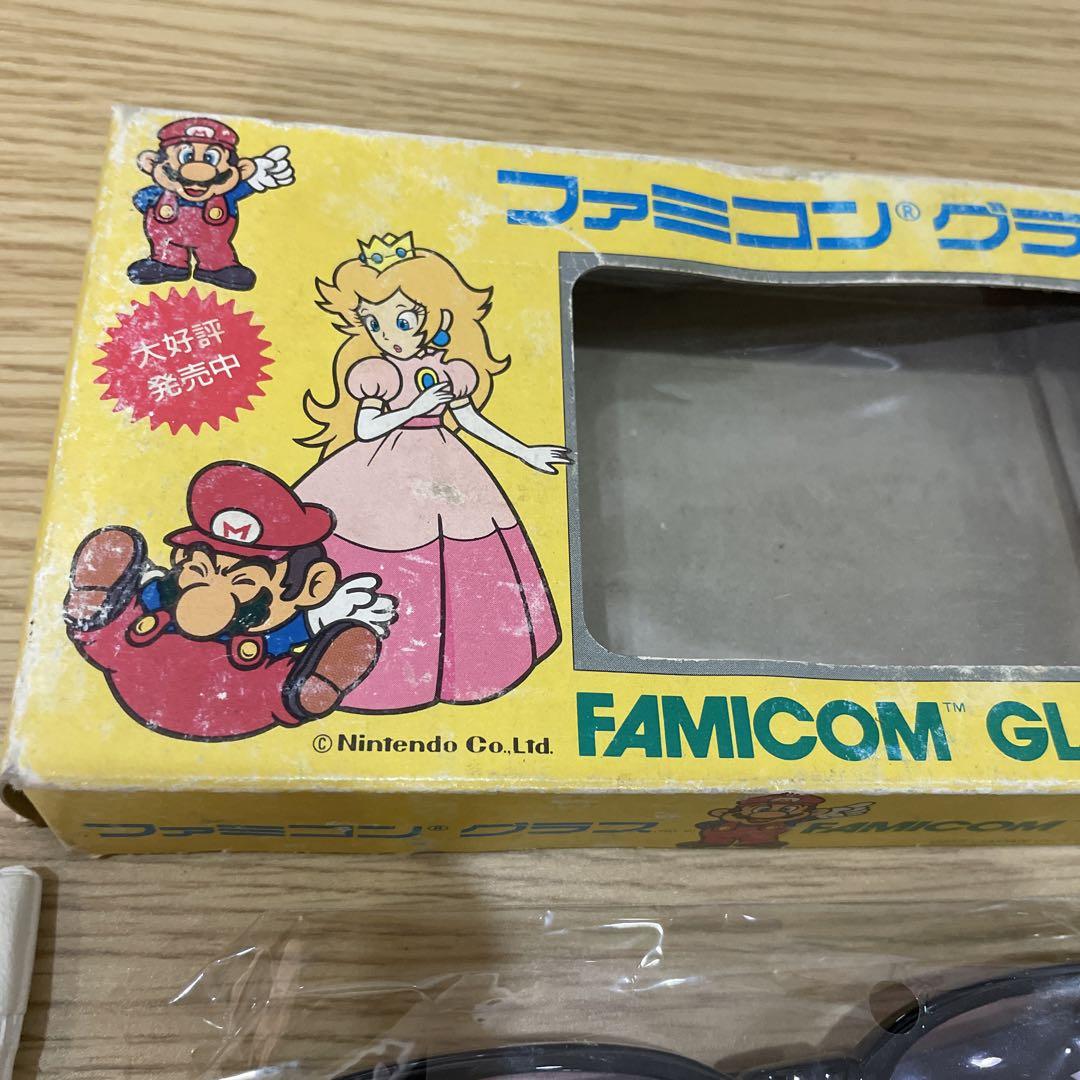 M
ファミコン® グラ
大好評
発売中
M
© Nintendo Co.,Ltd.
FAMICOM™ GL
ファミコン® グラス
FAMICOM